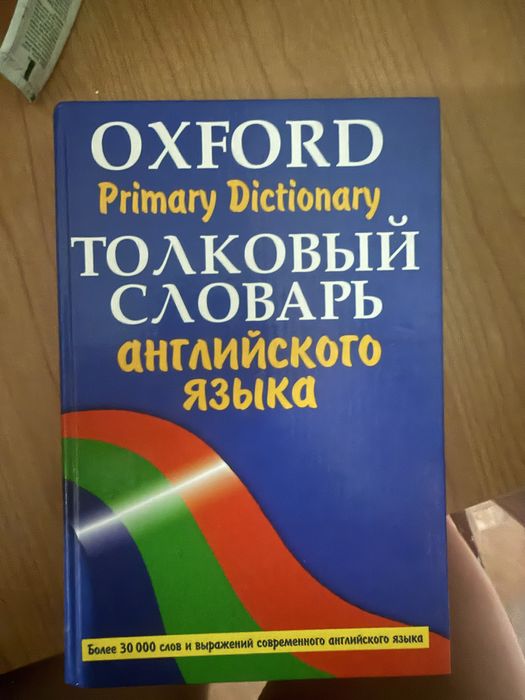 OXFORD
Primary Dictionary
ТОЛКОВЫЙ
СЛОВАРЬ
английского
языка
Более 30 000 слов и выражений современного английского языка